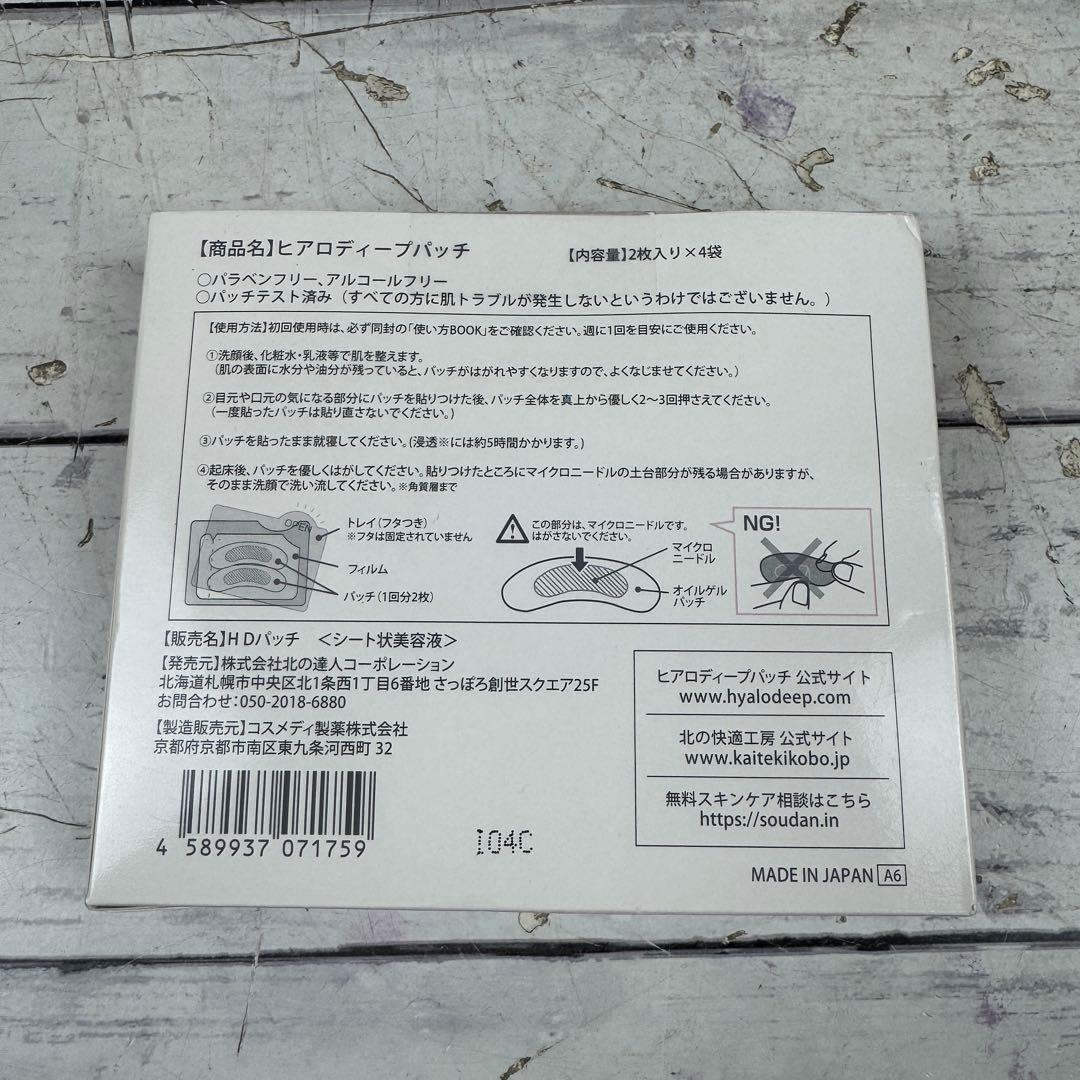 【商品名】ヒアロディープパッチ 【内容量】2枚入り×4袋
○パラベンフリー、アルコールフリー
○パッチテスト済み（すべての方に肌トラブルが発生しないというわけではございません。）
【使用方法】初回使用時は、必ず同封の「使い方BOOK」をご確認ください。週に1回を目安にご使用ください。
①洗顔後、化粧水・乳液等で肌を整えます。
（肌の表面に水分や油分が残っていると、パッチがはがれやすくなりますので、よくなじませてください。）
②目元や口元の気になる部分にパッチを貼りつけた後、パッチ全体を真上から優しく2〜3回押さえてください。
（一度貼ったパッチは貼り直さないでください。）
③パッチを貼ったまま就寝してください。（浸透※には約5時間かかります。）
④起床後、パッチを優しくはがしてください。貼りつけたところにマイクロニードルの土台部分が残る場合がありますが、
そのまま洗顔で洗い流してください。※角質層まで
OPEN
トレイ（フタつき）
※フタは固定されていません
フィルム
パッチ（1回分2枚）
この部分は、マイクロニードルです。
はがさないでください。
マイクロ
ニードル
オイルゲル
パッチ
NG!
【販売名】HDパッチ ＜シート状美容液＞
【発売元】株式会社北の達人コーポレーション
北海道札幌市中央区北1条西1丁目6番地 さっぽろ創世スクエア25F
お問合わせ：050-2018-6880
【製造販売元】コスメディ製薬株式会社
京都府京都市南区東九条河西町 32
ヒアロディープパッチ 公式サイト
www.hyalodeep.com
北の快適工房 公式サイト
www.kaitekikobo.jp
無料スキンケア相談はこちら
https://soudan.in
4 589937 071759
I04C
MADE IN JAPAN A6